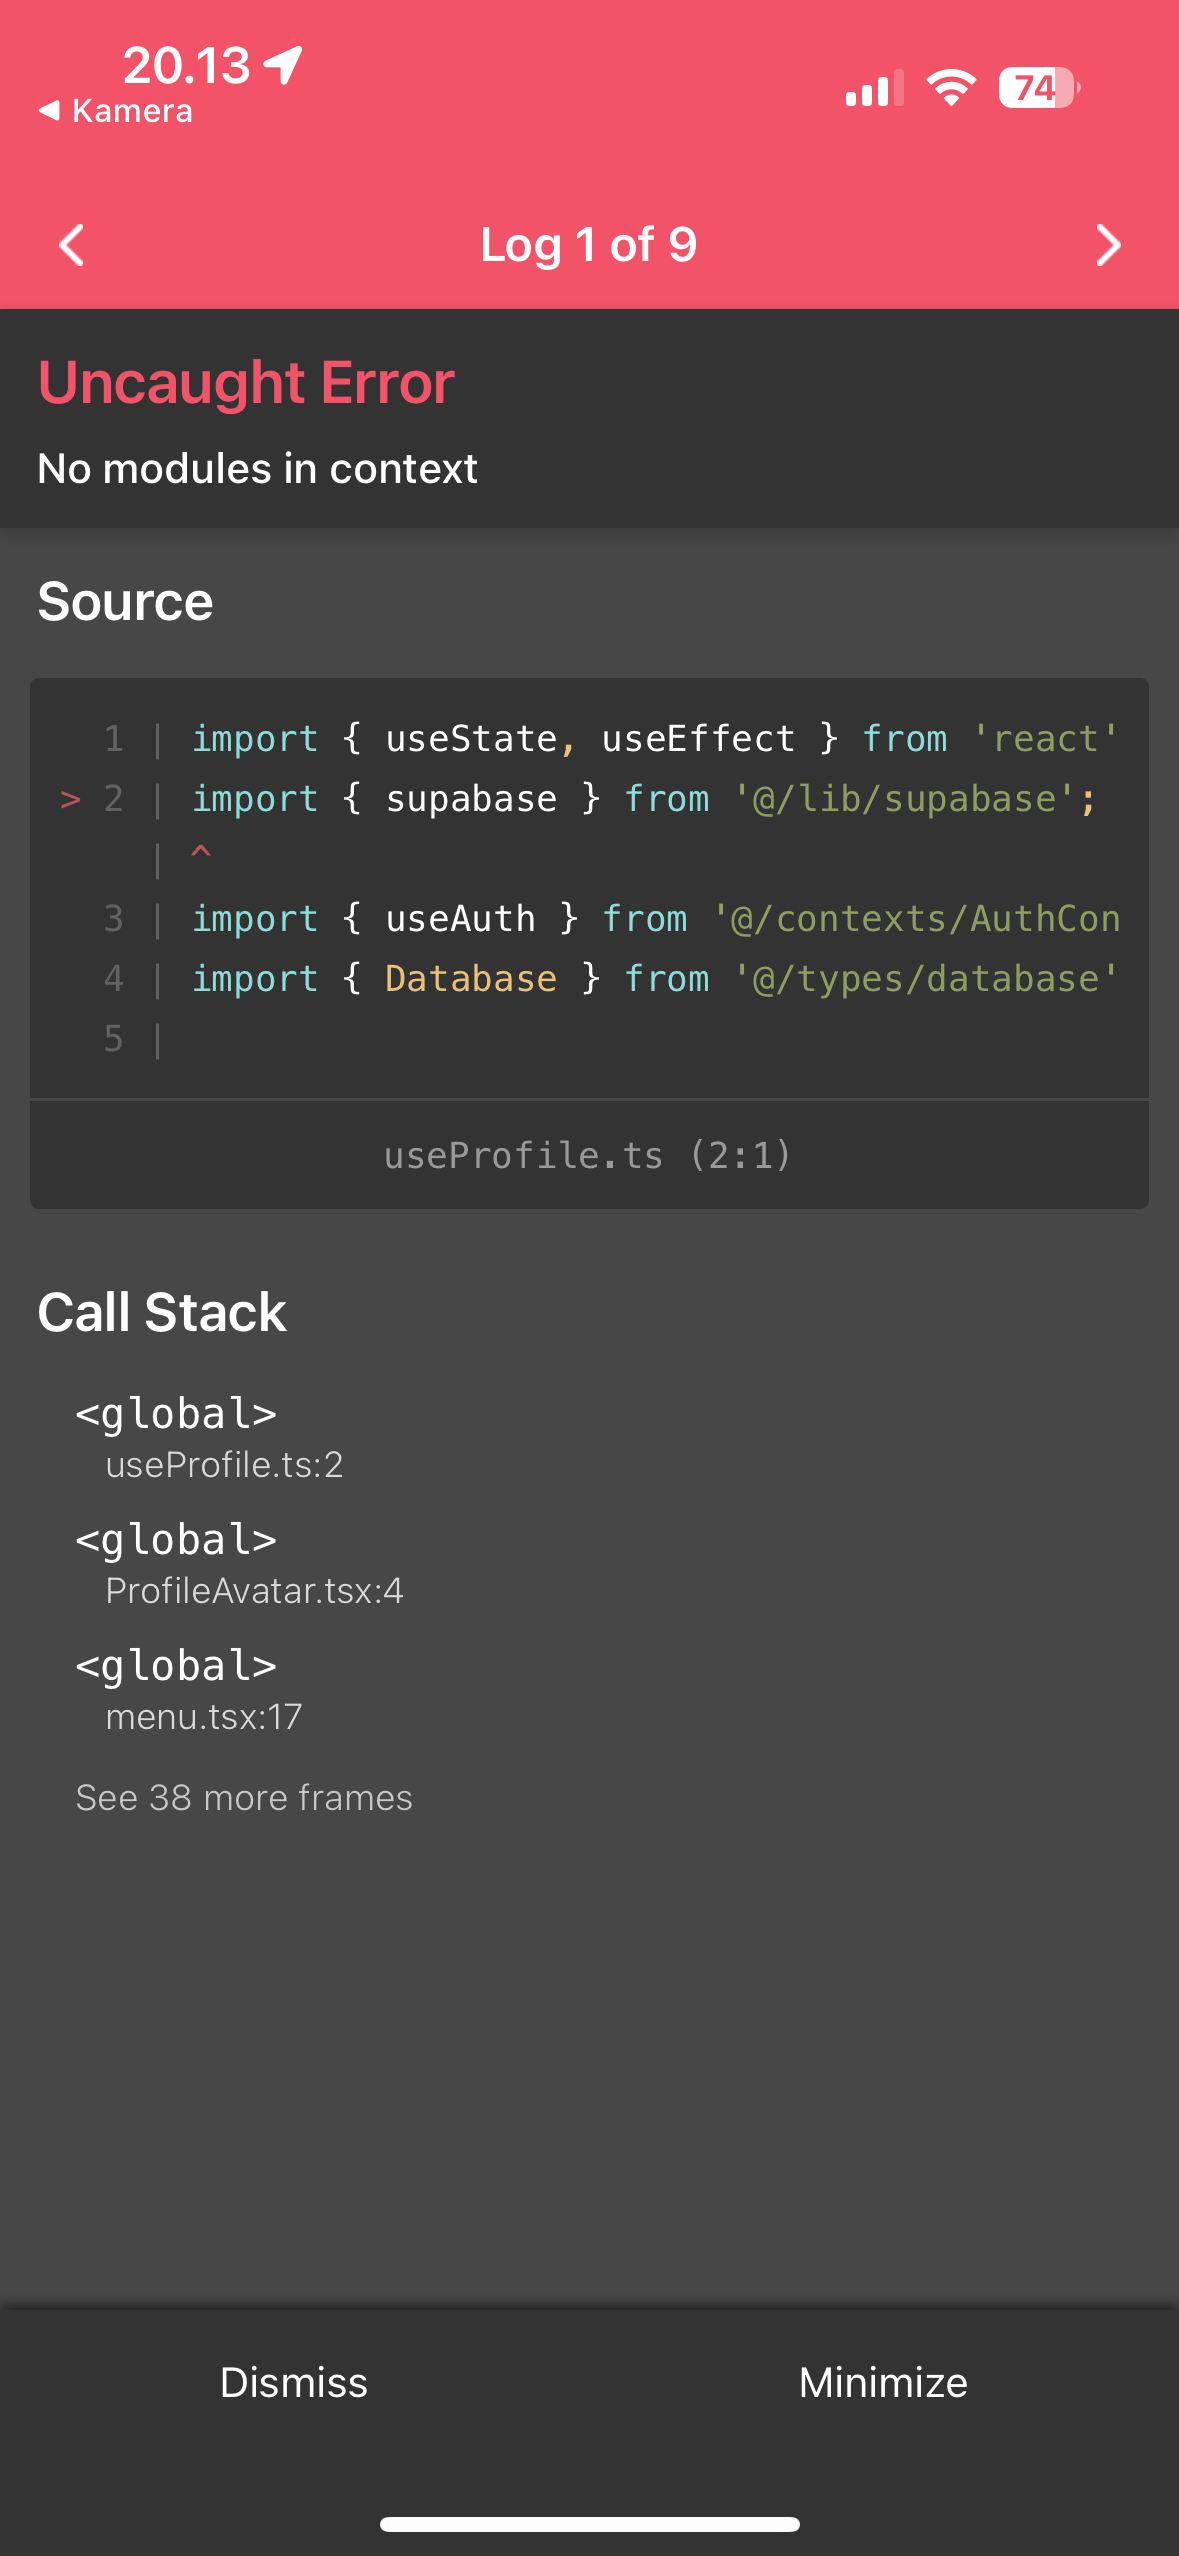 20.13
◀ Kamera
74
Log 1 of 9
Uncaught Error
No modules in context
Source
1 | import { useState, useEffect } from 'react'
> 2 | import { supabase } from '@/lib/supabase';
| ^
3 | import { useAuth } from '@/contexts/AuthCon
4 | import { Database } from '@/types/database'
5 |
useProfile.ts (2:1)
Call Stack
<global>
useProfile.ts:2
<global>
ProfileAvatar.tsx:4
<global>
menu.tsx:17
See 38 more frames
Dismiss
Minimize